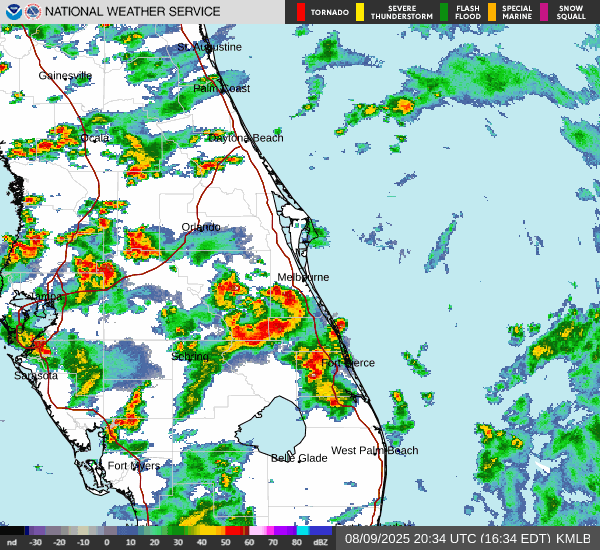 NATIONAL WEATHER SERVICE
TORNADO
SEVERE
THUNDERSTORM
FLASH
FLOOD
SPECIAL
MARINE
SNOW
SQUALL
St. Augustine
Gainesville
Palm Coast
Ocala
Daytona Beach
Orlando
Melbourne
Tampa
Sebring
Fort Pierce
Sarasota
West Palm Beach
Belle Glade
Fort Myers
nd -30 -20 -10 0 10 20 30 40 50 60 70 80 dBZ
08/09/2025 20:34 UTC (16:34 EDT) KMLB